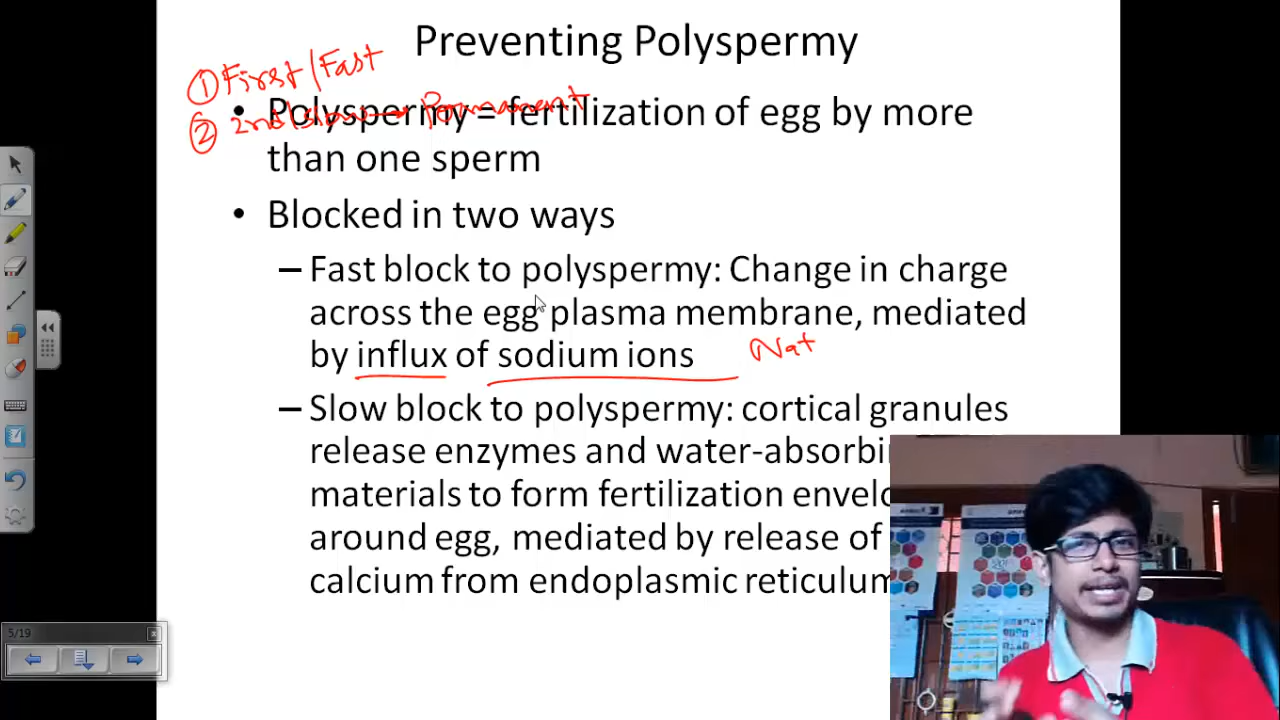 Preventing Polyspermy
① First/Fast
② 2nd/slow → Permanent
• Polyspermy = fertilization of egg by more
than one sperm
• Blocked in two ways
– Fast block to polyspermy: Change in charge
across the egg plasma membrane, mediated
by influx of sodium ions Na+
– Slow block to polyspermy: cortical granules
release enzymes and water-absorbi
materials to form fertilization envelo
around egg, mediated by release of
calcium from endoplasmic reticulum
5/19